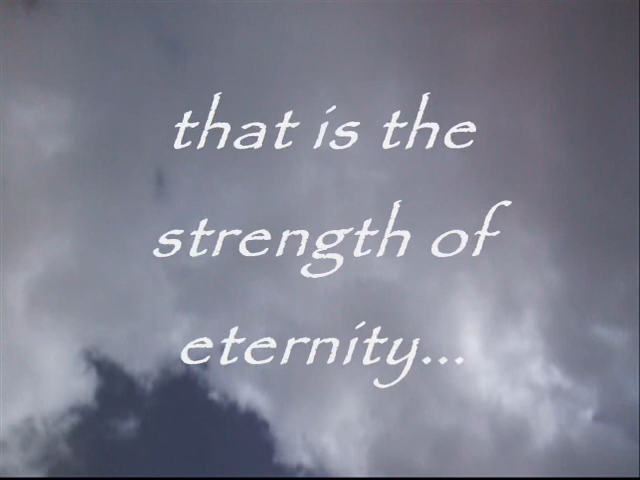 that is the
strength of
eternity...